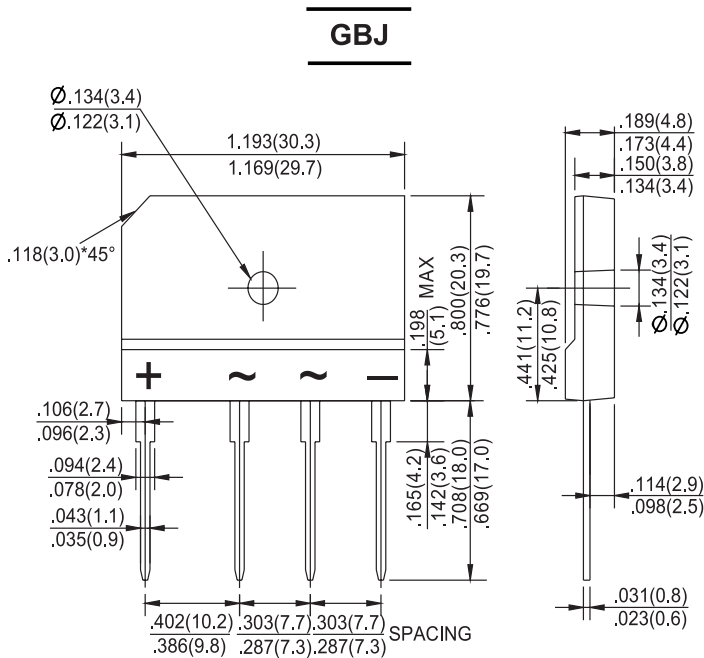 GBJ
Ø.134(3.4)
Ø.122(3.1)
1.193(30.3)
1.169(29.7)
.189(4.8)
.173(4.4)
.150(3.8)
.134(3.4)
.118(3.0)*45°
.198 MAX
(5.1)
.800(20.3)
.776(19.7)
.441(11.2)
.425(10.8)
Ø.134(3.4)
Ø.122(3.1)
+ ~ ~ −
.106(2.7)
.096(2.3)
.094(2.4)
.078(2.0)
.043(1.1)
.035(0.9)
.165(4.2)
.142(3.6)
.708(18.0)
.669(17.0)
.114(2.9)
.098(2.5)
.031(0.8)
.023(0.6)
.402(10.2) .303(7.7) .303(7.7) SPACING
.386(9.8) .287(7.3) .287(7.3)